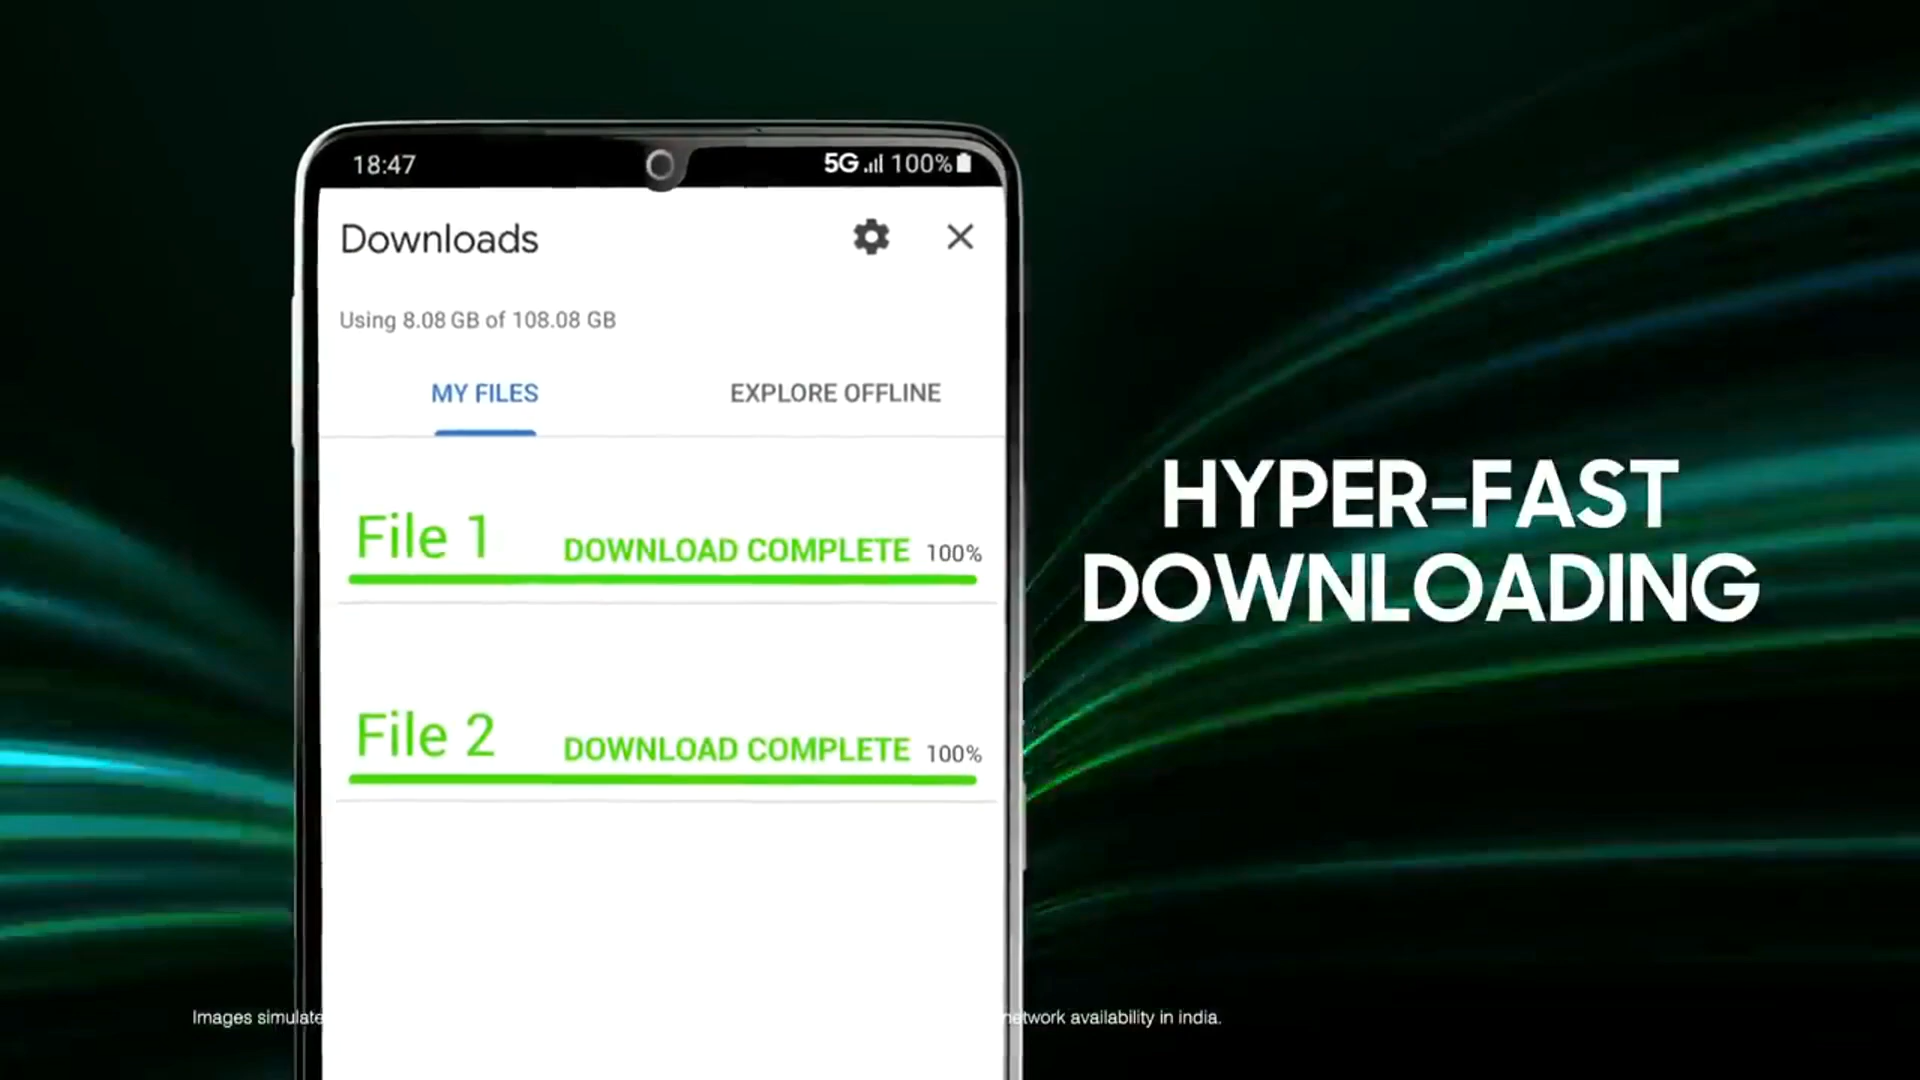 18:47
5G 100%
Downloads
Using 8.08 GB of 108.08 GB
MY FILES
EXPLORE OFFLINE
File 1
DOWNLOAD COMPLETE 100%
File 2
DOWNLOAD COMPLETE 100%
HYPER-FAST
DOWNLOADING
Images simulate
network availability in india.